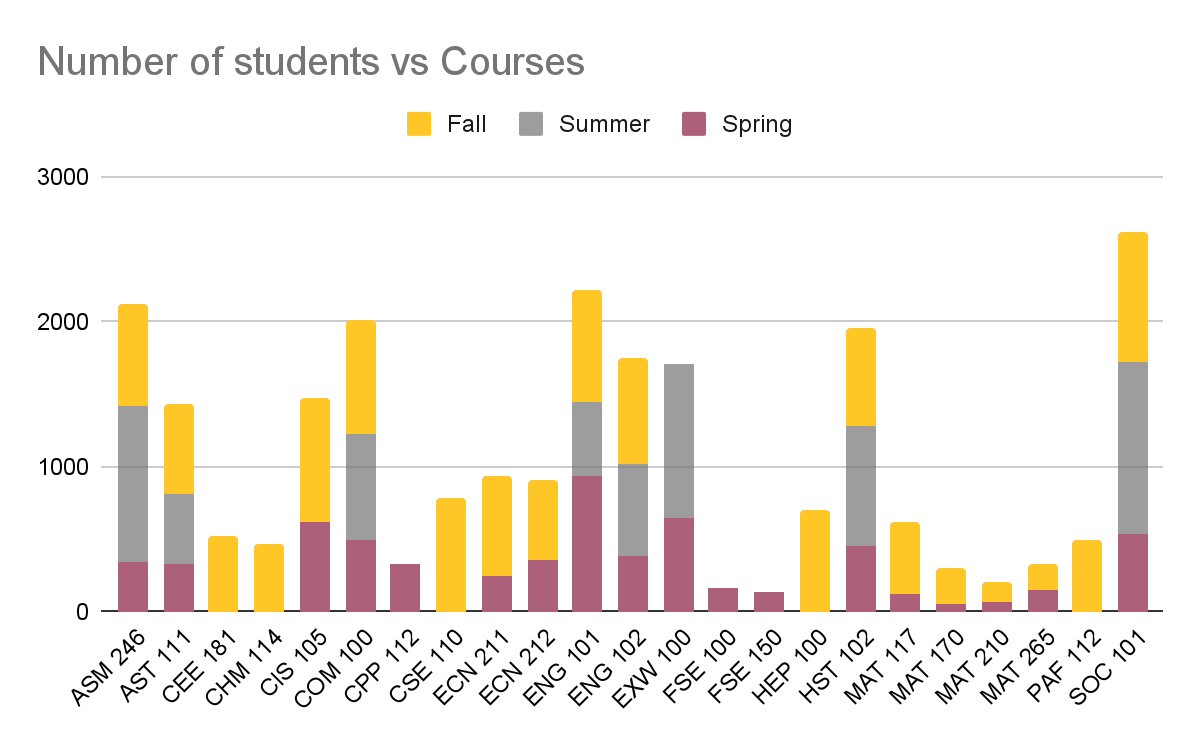 Number of students vs Courses
Fall Summer Spring
3000
2000
1000
0
ASM 246
AST 111
CEE 181
CHM 114
CIS 105
COM 100
CPP 112
CSE 110
ECN 211
ECN 212
ENG 101
ENG 102
EXW 100
FSE 100
FSE 150
HEP 100
HST 102
MAT 117
MAT 170
MAT 210
MAT 265
PAF 112
SOC 101